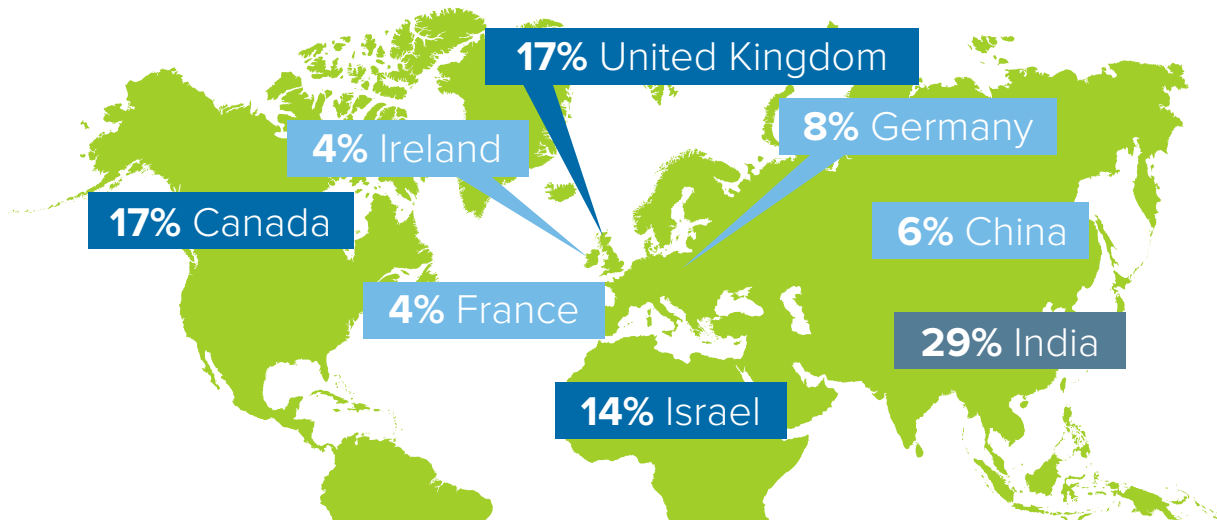 17% United Kingdom
8% Germany
4% Ireland
17% Canada
6% China
4% France
29% India
14% Israel